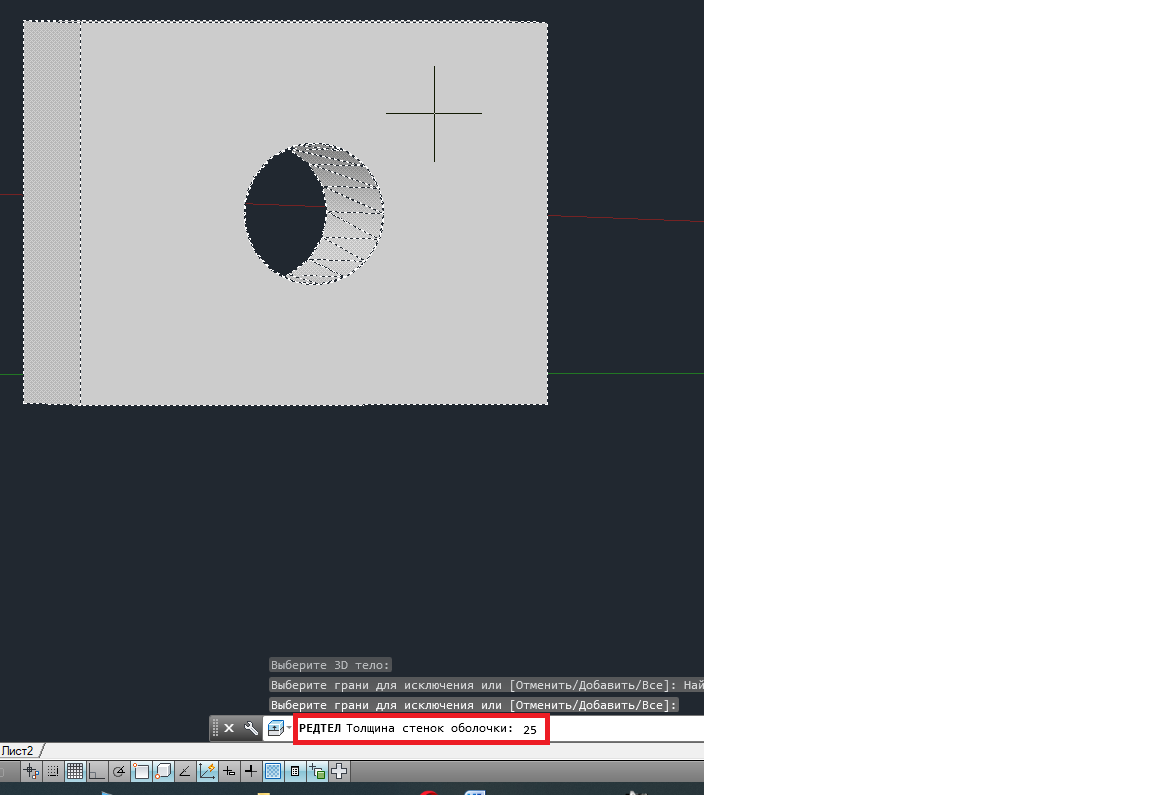 Выберите 3D тело:
Выберите грани для исключения или [Отменить/Добавить/Все]: Най
Выберите грани для исключения или [Отменить/Добавить/Все]:
РЕДТЕЛ Толщина стенок оболочки: 25
Лист2